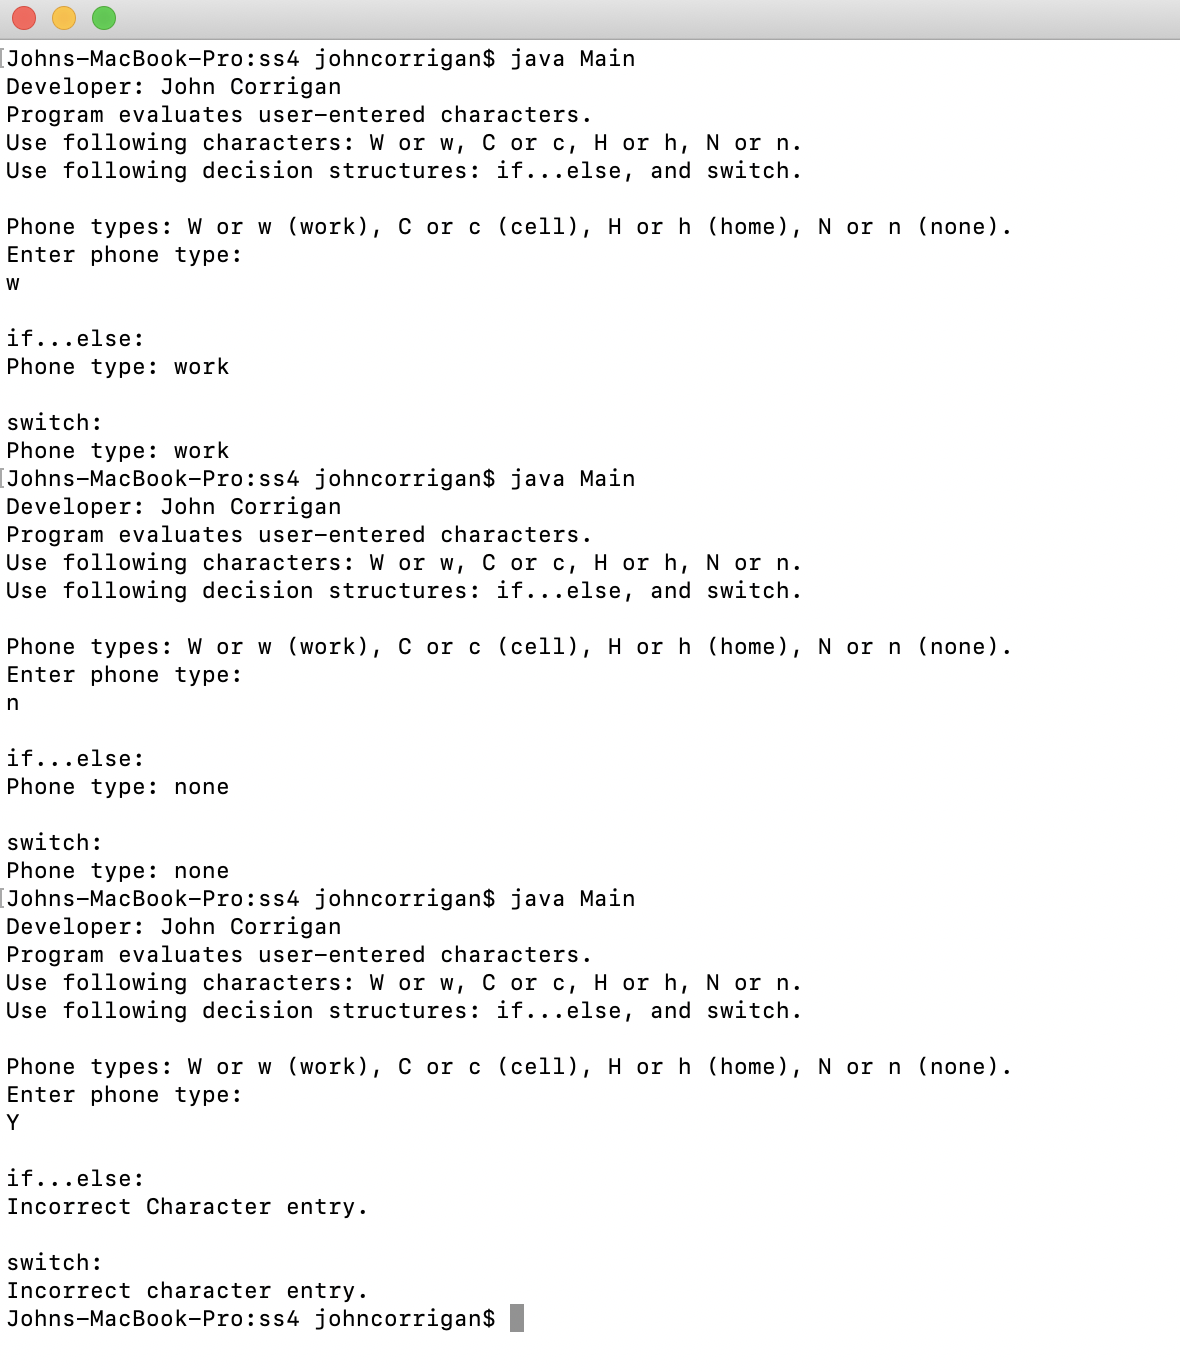 [Johns-MacBook-Pro:ss4 johncorrigan$ java Main
Developer: John Corrigan
Program evaluates user-entered characters.
Use following characters: W or w, C or c, H or h, N or n.
Use following decision structures: if...else, and switch.

Phone types: W or w (work), C or c (cell), H or h (home), N or n (none).
Enter phone type:
w

if...else:
Phone type: work

switch:
Phone type: work
[Johns-MacBook-Pro:ss4 johncorrigan$ java Main
Developer: John Corrigan
Program evaluates user-entered characters.
Use following characters: W or w, C or c, H or h, N or n.
Use following decision structures: if...else, and switch.

Phone types: W or w (work), C or c (cell), H or h (home), N or n (none).
Enter phone type:
n

if...else:
Phone type: none

switch:
Phone type: none
[Johns-MacBook-Pro:ss4 johncorrigan$ java Main
Developer: John Corrigan
Program evaluates user-entered characters.
Use following characters: W or w, C or c, H or h, N or n.
Use following decision structures: if...else, and switch.

Phone types: W or w (work), C or c (cell), H or h (home), N or n (none).
Enter phone type:
Y

if...else:
Incorrect Character entry.

switch:
Incorrect character entry.
Johns-MacBook-Pro:ss4 johncorrigan$